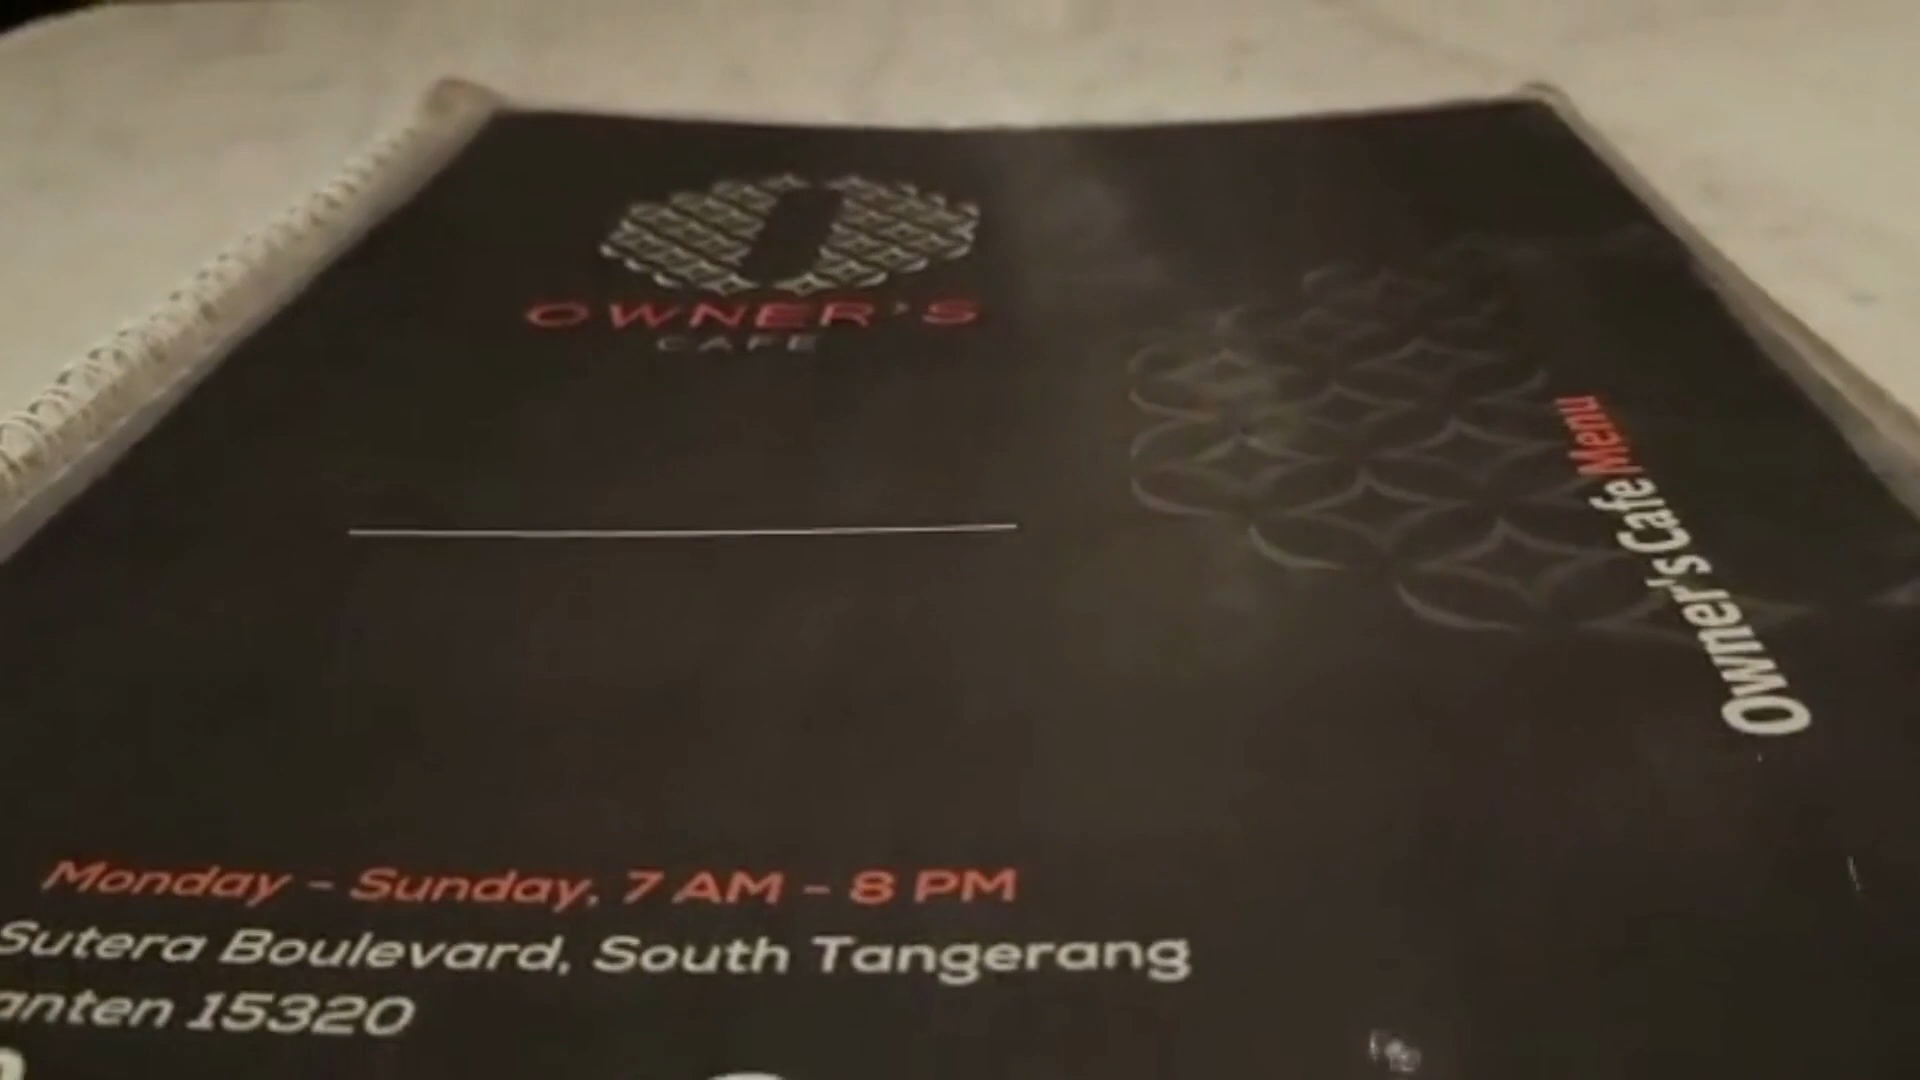 OWNER'S
CAFE
Owner's Cafe Menu
Monday - Sunday, 7 AM - 8 PM
Sutera Boulevard, South Tangerang
anten 15320